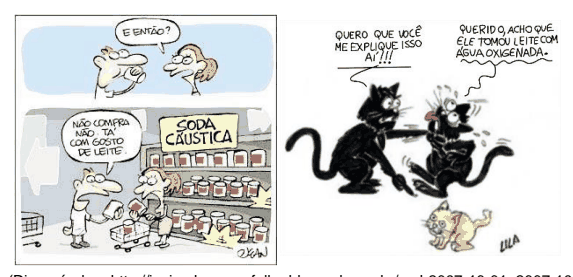 E ENTÃO?
NÃO COMPRA
NÃO. TÁ
COM GOSTO
DE LEITE.
SODA
CÁUSTICA
QUERO QUE VOCÊ
ME EXPLIQUE ISSO
AÍ!!!
QUERIDO, ACHO QUE
ELE TOMOU LEITE COM
ÁGUA OXIGENADA.
LILA